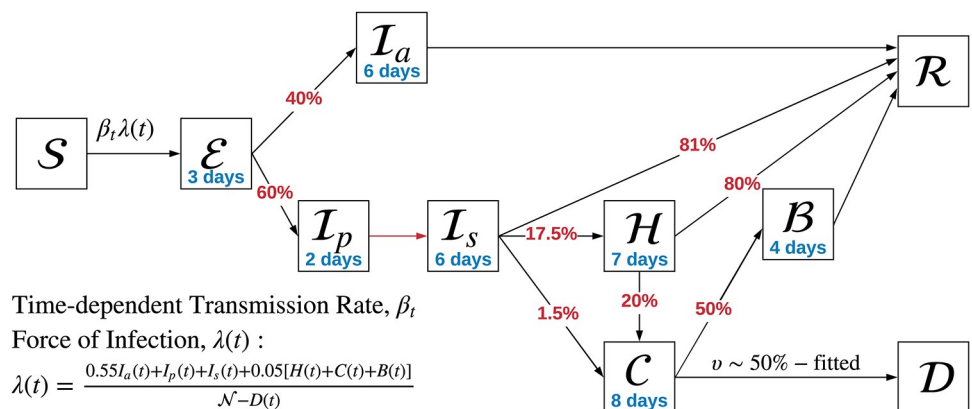 ℐₐ
6 days
ℛ
40%
𝒮
βₜλ(t)
ℰ
3 days
81%
60%
80%
ℐₚ
2 days
ℐₛ
6 days
17.5%
ℋ
7 days
ℬ
4 days
1.5%
20%
50%
Time-dependent Transmission Rate, βₜ
Force of Infection, λ(t) :
λ(t) = 0.55Iₐ(t)+Iₚ(t)+Iₛ(t)+0.05[H(t)+C(t)+B(t)] / 𝒩−D(t)
𝒞
8 days
υ ~ 50% − fitted
𝒟